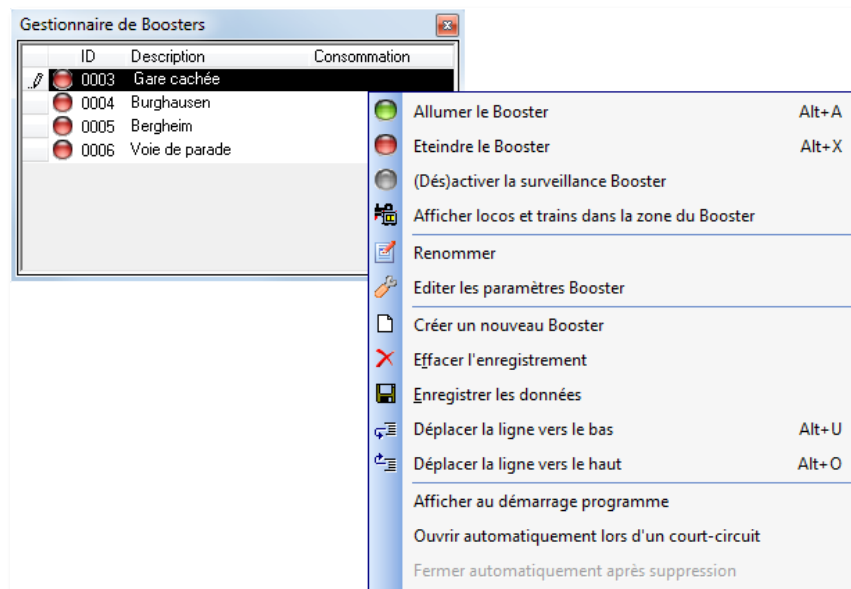 Gestionnaire de Boosters
ID Description Consommation
0003 Gare cachée
0004 Burghausen
0005 Bergheim
0006 Voie de parade
Allumer le Booster Alt+A
Eteindre le Booster Alt+X
(Dés)activer la surveillance Booster
Afficher locos et trains dans la zone du Booster
Renommer
Editer les paramètres Booster
Créer un nouveau Booster
Effacer l'enregistrement
Enregistrer les données
Déplacer la ligne vers le bas Alt+U
Déplacer la ligne vers le haut Alt+O
Afficher au démarrage programme
Ouvrir automatiquement lors d'un court-circuit
Fermer automatiquement après suppression